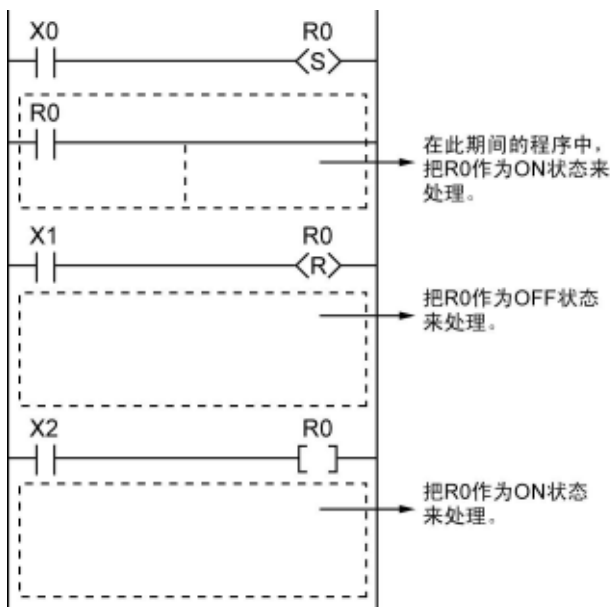 X0 R0
<S>
R0
在此期间的程序中，
把R0作为ON状态来
处理。
X1 R0
<R>
把R0作为OFF状态
来处理。
X2 R0
[ ]
把R0作为ON状态
来处理。